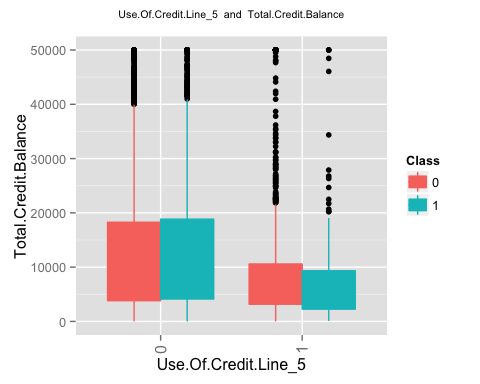 Use.Of.Credit.Line_5 and Total.Credit.Balance
50000
40000
30000
20000
10000
0
Total.Credit.Balance
0
1
Use.Of.Credit.Line_5
Class
0
1